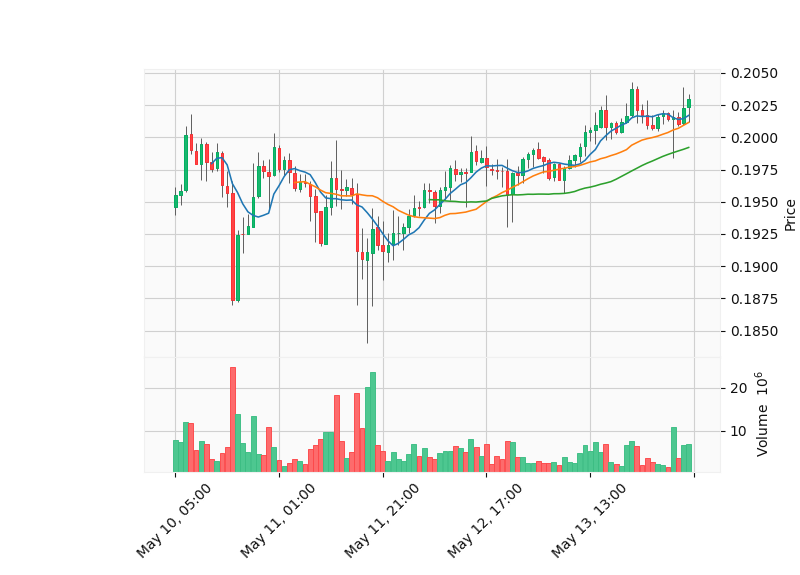 0.2050
0.2025
0.2000
0.1975
0.1950
0.1925
0.1900
0.1875
0.1850
Price
20
10
Volume 10^6
May 10, 05:00
May 11, 01:00
May 11, 21:00
May 12, 17:00
May 13, 13:00